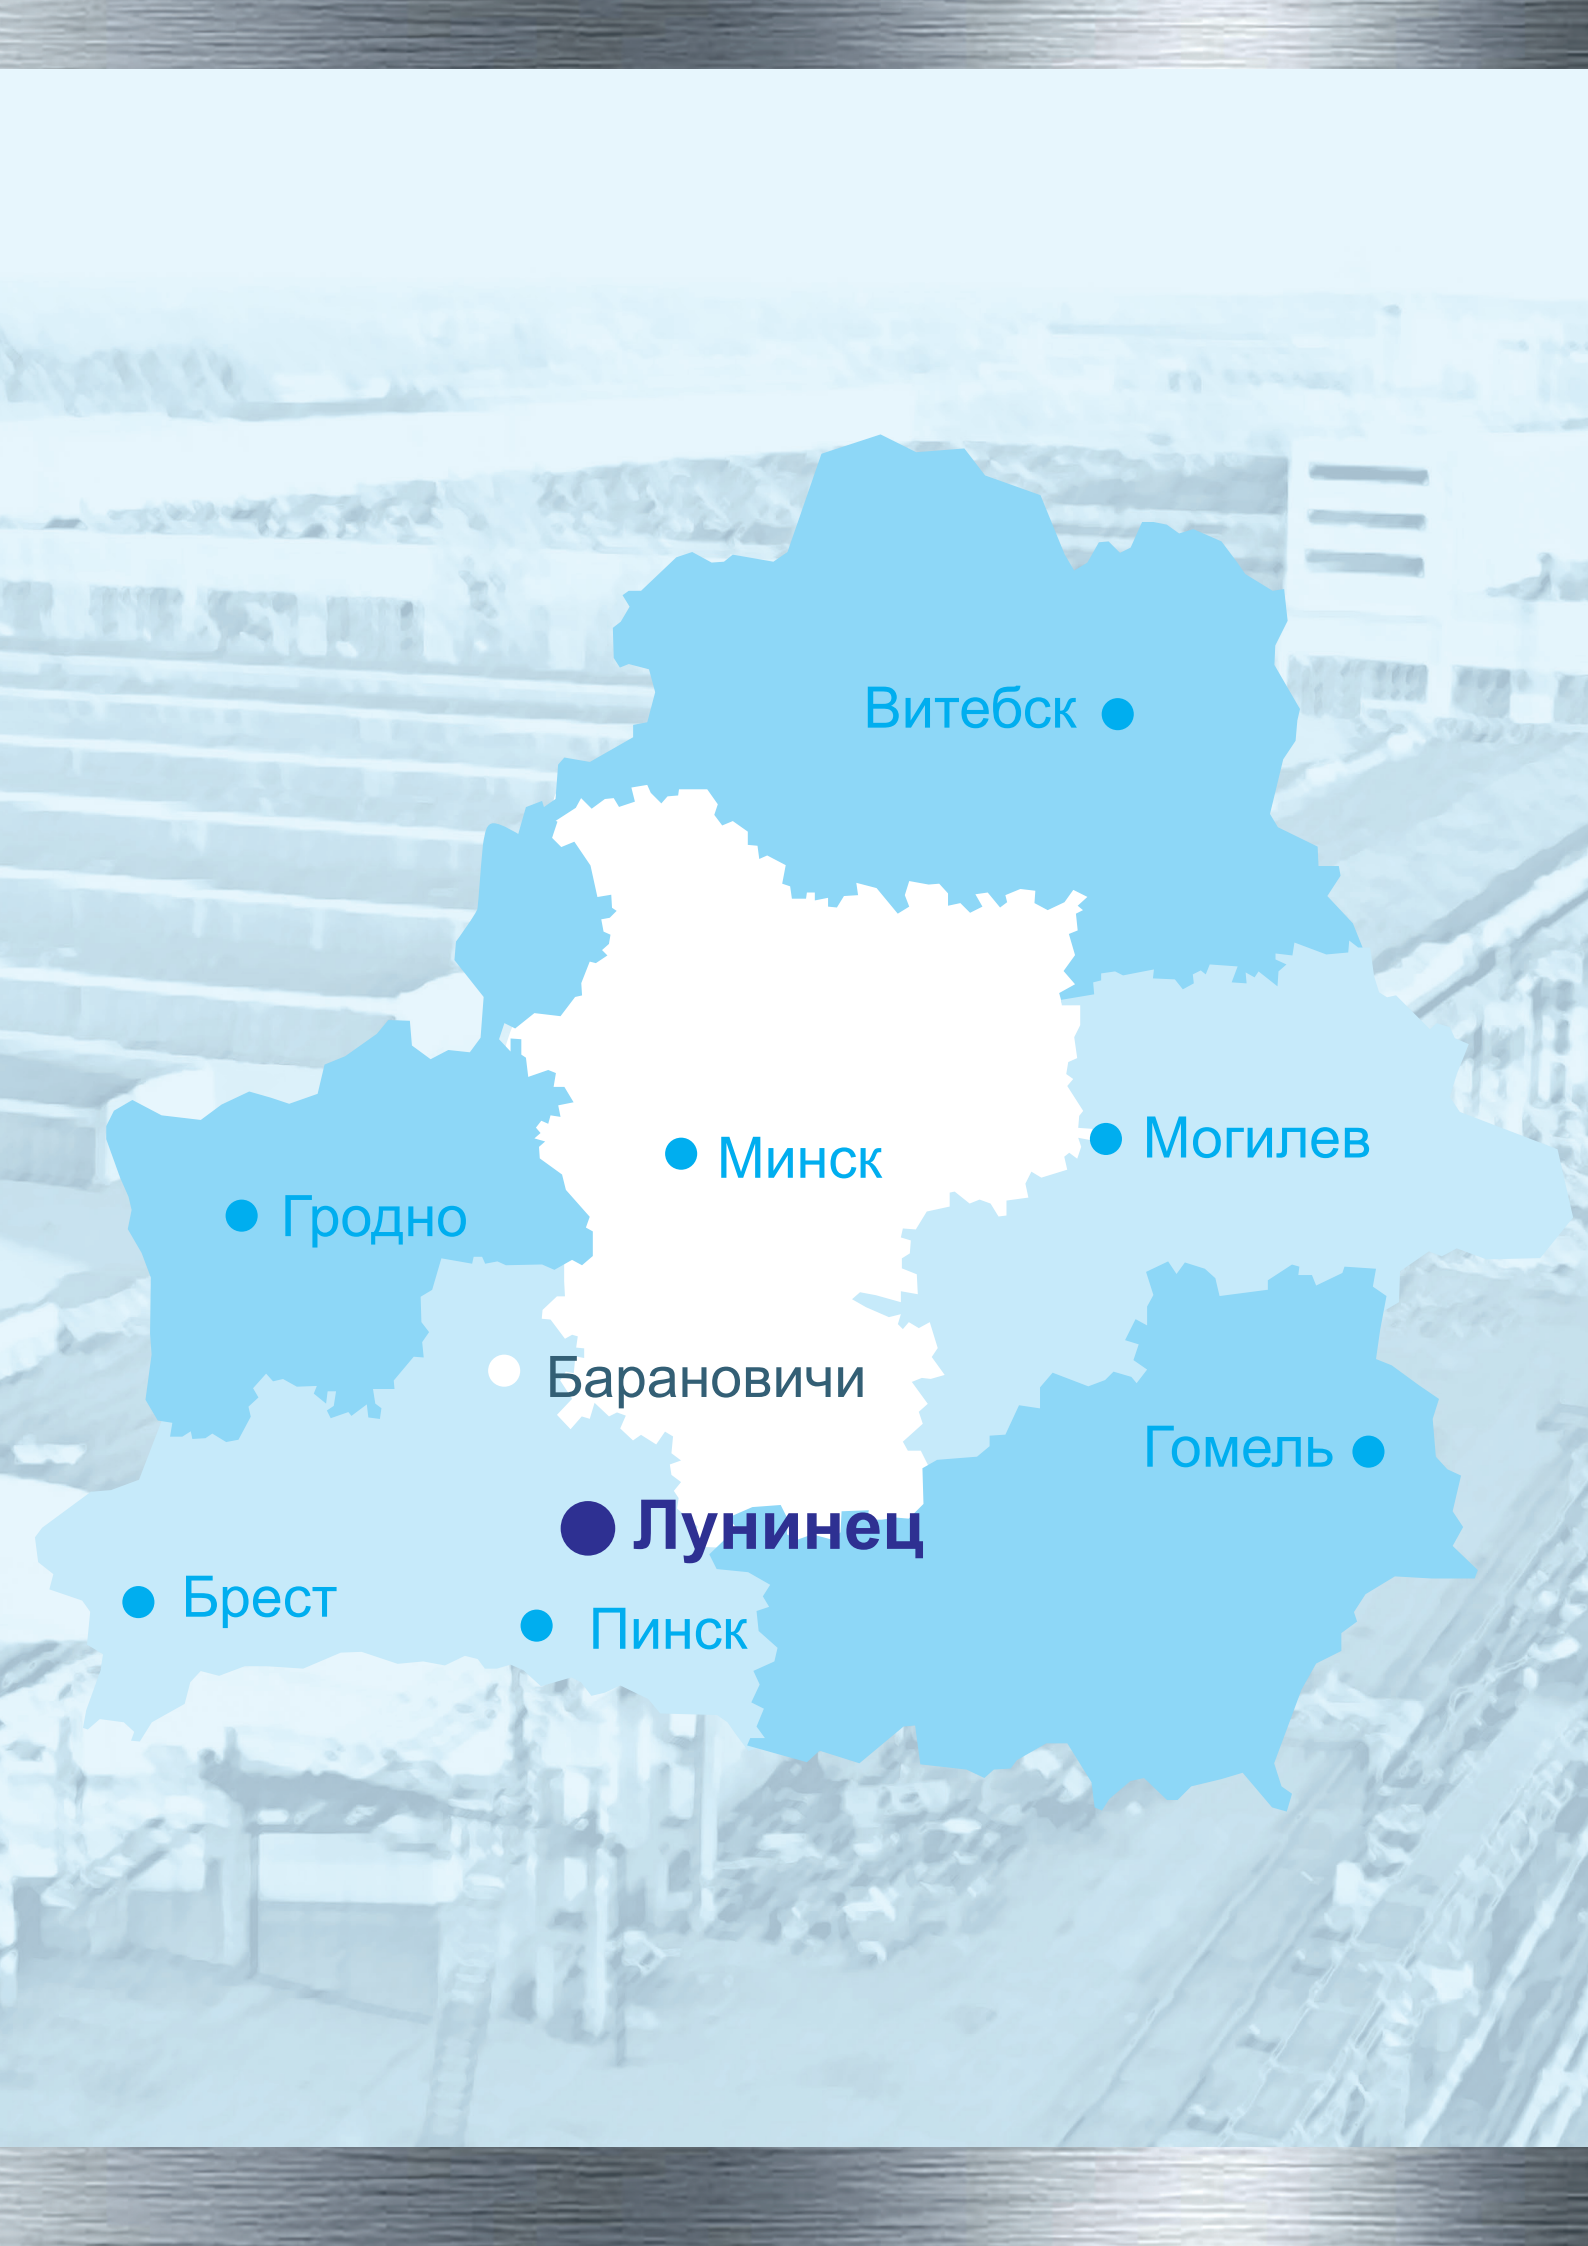 Витебск
Могилев
Минск
Гродно
Барановичи
Гомель
Лунинец
Брест
Пинск